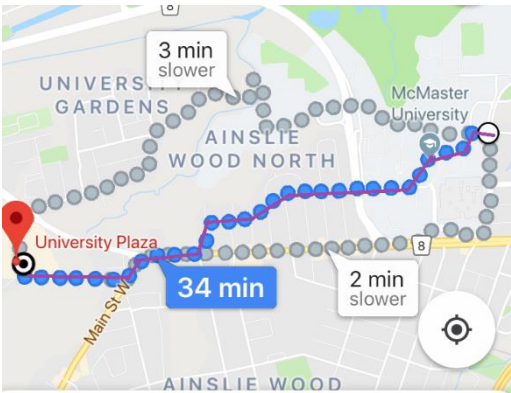 8
3 min
slower
UNIVERS
GARDENS
McMaster
University
AINSLIE
WOOD NORTH
University Plaza
8
34 min
2 min
slower
Main St W
AINSLIE WOOD